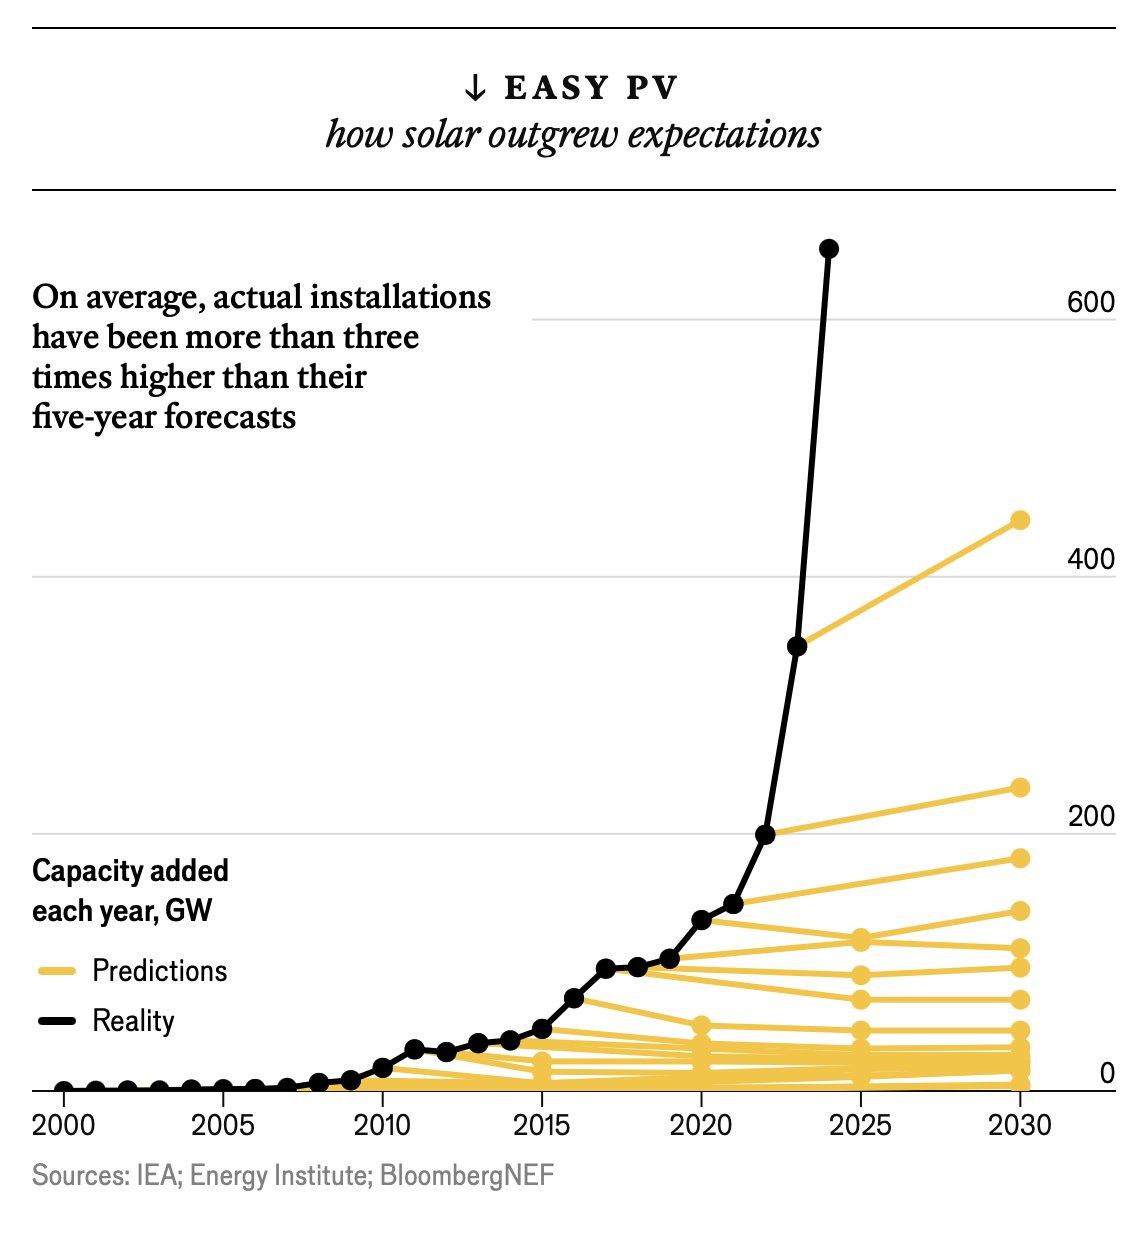 ↓ EASY PV
how solar outgrew expectations
On average, actual installations
have been more than three
times higher than their
five-year forecasts
600
400
200
Capacity added
each year, GW
Predictions
Reality
0
2000 2005 2010 2015 2020 2025 2030
Sources: IEA; Energy Institute; BloombergNEF